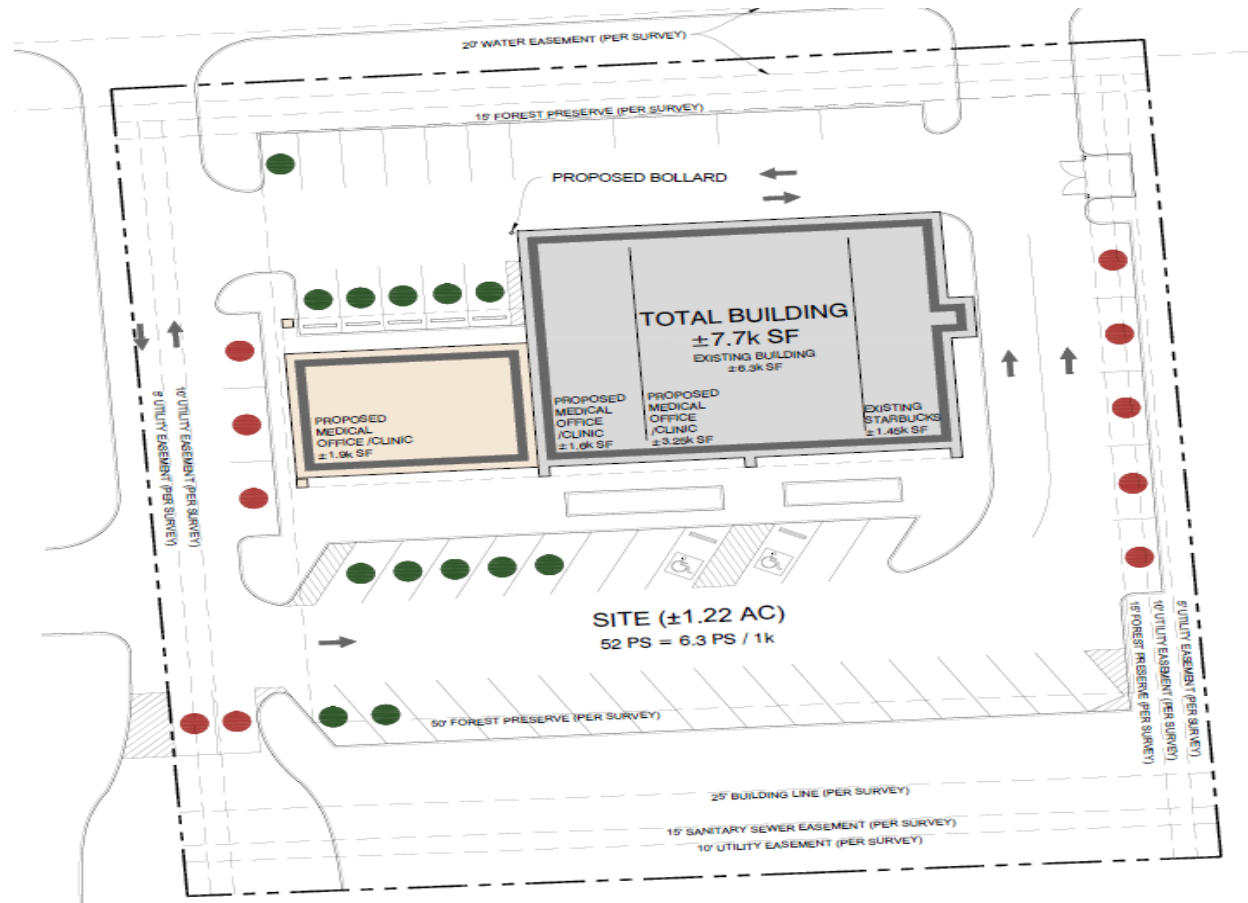 20' WATER EASEMENT (PER SURVEY)
15' FOREST PRESERVE (PER SURVEY)
PROPOSED BOLLARD
TOTAL BUILDING
±7.7k SF
EXISTING BUILDING
±6.3k SF
PROPOSED
MEDICAL
OFFICE /CLINIC
±1.9k SF
PROPOSED
MEDICAL
OFFICE
/CLINIC
±1.6k SF
PROPOSED
MEDICAL
OFFICE
/CLINIC
±3.25k SF
EXISTING
STARBUCKS
±1.45k SF
8' UTILITY EASEMENT (PER SURVEY)
10' UTILITY EASEMENT (PER SURVEY)
SITE (±1.22 AC)
52 PS = 6.3 PS / 1k
50' FOREST PRESERVE (PER SURVEY)
15' FOREST PRESERVE (PER SURVEY)
10' UTILITY EASEMENT (PER SURVEY)
5' UTILITY EASEMENT (PER SURVEY)
25' BUILDING LINE (PER SURVEY)
15' SANITARY SEWER EASEMENT (PER SURVEY)
10' UTILITY EASEMENT (PER SURVEY)